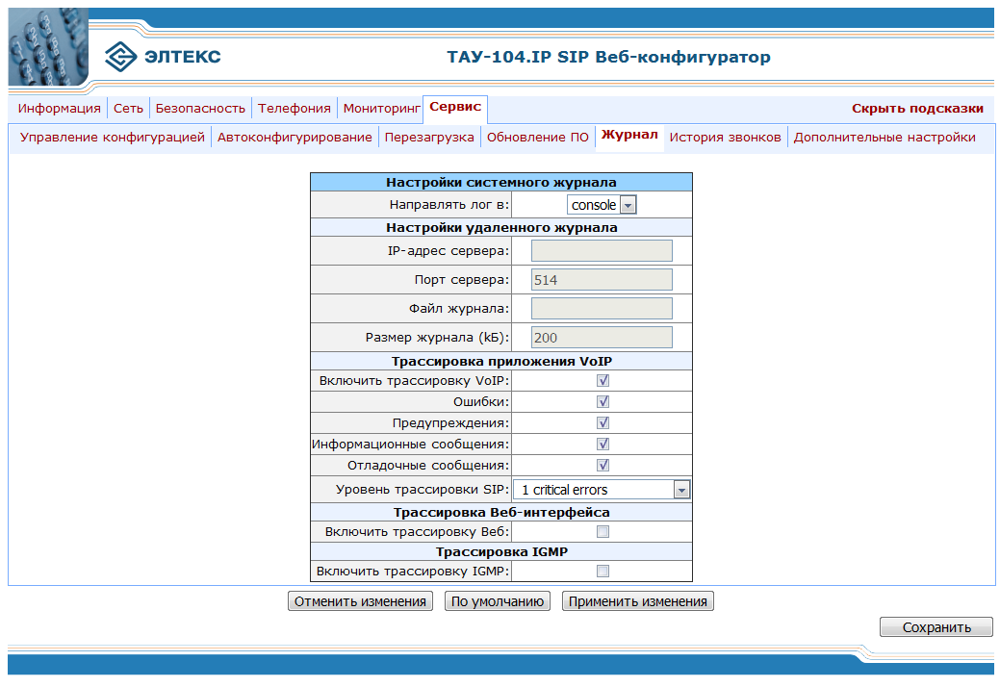 ЭЛТЕКС
ТАУ-104.IP SIP Веб-конфигуратор
Информация Сеть Безопасность Телефония Мониторинг Сервис Скрыть подсказки
Управление конфигурацией Автоконфигурирование Перезагрузка Обновление ПО Журнал История звонков Дополнительные настройки
Настройки системного журнала
Направлять лог в: console
Настройки удаленного журнала
IP-адрес сервера:
Порт сервера: 514
Файл журнала:
Размер журнала (kБ): 200
Трассировка приложения VoIP
Включить трассировку VoIP:
Ошибки:
Предупреждения:
Информационные сообщения:
Отладочные сообщения:
Уровень трассировки SIP: 1 critical errors
Трассировка Веб-интерфейса
Включить трассировку Веб:
Трассировка IGMP
Включить трассировку IGMP:
Отменить изменения По умолчанию Применить изменения
Сохранить